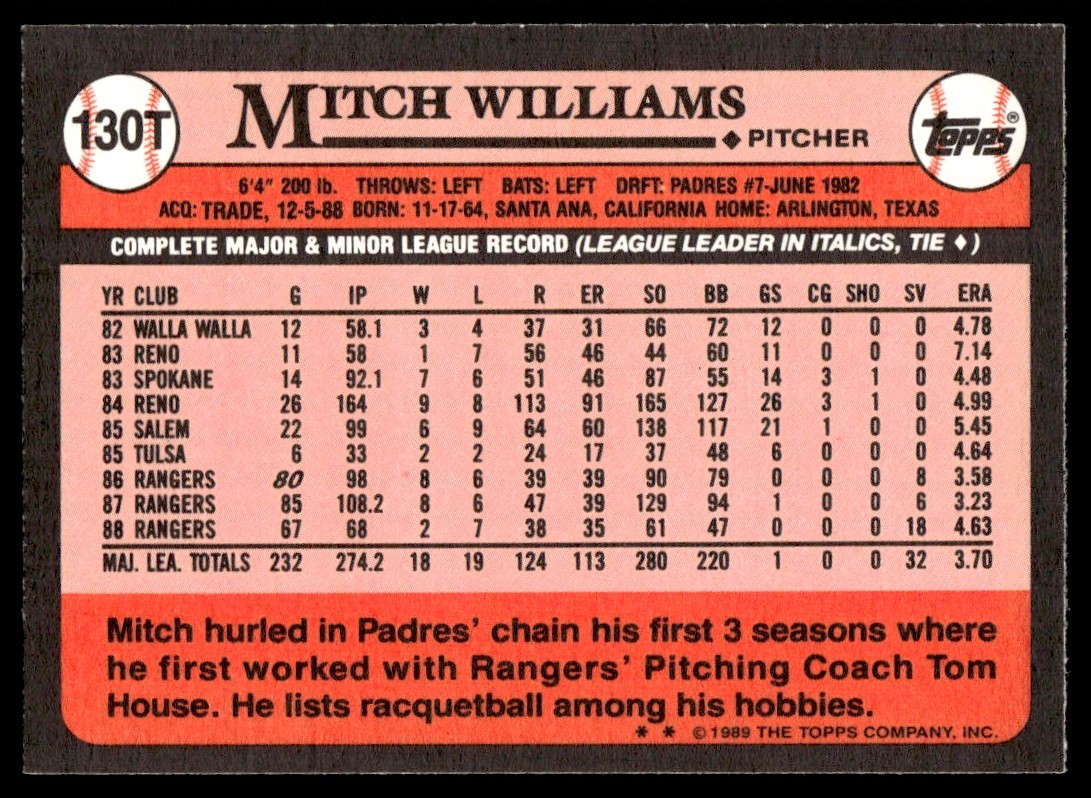 130T
MITCH WILLIAMS
◆ PITCHER
TOPPS®
6'4" 200 lb. THROWS: LEFT BATS: LEFT DRFT: PADRES #7-JUNE 1982
ACQ: TRADE, 12-5-88 BORN: 11-17-64, SANTA ANA, CALIFORNIA HOME: ARLINGTON, TEXAS
COMPLETE MAJOR & MINOR LEAGUE RECORD (LEAGUE LEADER IN ITALICS, TIE ♦)
YR CLUB G IP W L R ER SO BB GS CG SHO SV ERA
82 WALLA WALLA 12 58.1 3 4 37 31 66 72 12 0 0 0 4.78
83 RENO 11 58 1 7 56 46 44 60 11 0 0 0 7.14
83 SPOKANE 14 92.1 7 6 51 46 87 55 14 3 1 0 4.48
84 RENO 26 164 9 8 113 91 165 127 26 3 1 0 4.99
85 SALEM 22 99 6 9 64 60 138 117 21 1 0 0 5.45
85 TULSA 6 33 2 2 24 17 37 48 6 0 0 0 4.64
86 RANGERS 80 98 8 6 39 39 90 79 0 0 0 8 3.58
87 RANGERS 85 108.2 8 6 47 39 129 94 1 0 0 6 3.23
88 RANGERS 67 68 2 7 38 35 61 47 0 0 0 18 4.63
MAJ. LEA. TOTALS 232 274.2 18 19 124 113 280 220 1 0 0 32 3.70
Mitch hurled in Padres' chain his first 3 seasons where
he first worked with Rangers' Pitching Coach Tom
House. He lists racquetball among his hobbies.
* * © 1989 THE TOPPS COMPANY, INC.